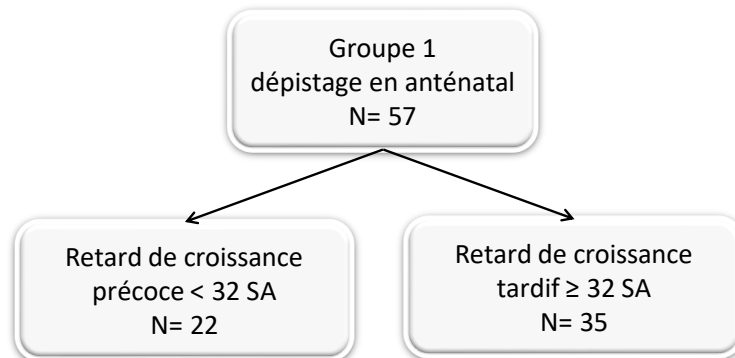 Groupe 1
dépistage en anténatal
N= 57
Retard de croissance
précoce < 32 SA
N= 22
Retard de croissance
tardif ≥ 32 SA
N= 35